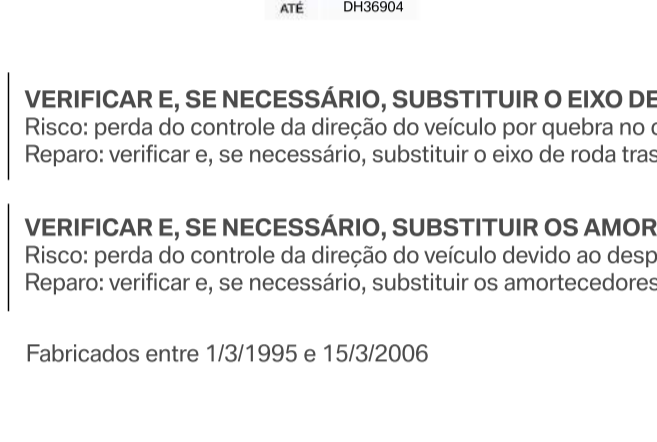 ATÉ DH36904
VERIFICAR E, SE NECESSÁRIO, SUBSTITUIR O EIXO DE
Risco: perda do controle da direção do veículo por quebra no
Reparo: verificar e, se necessário, substituir o eixo de roda tras
VERIFICAR E, SE NECESSÁRIO, SUBSTITUIR OS AMOR
Risco: perda do controle da direção do veículo devido ao desp
Reparo: verificar e, se necessário, substituir os amortecedores
Fabricados entre 1/3/1995 e 15/3/2006